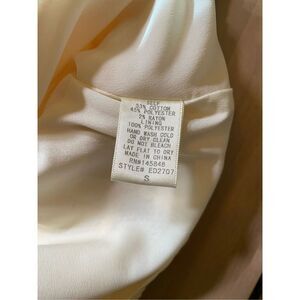 SELF
53% COTTON
45% POLYESTER
2% RAYON
LINING
100% POLYESTER
HAND WASH COLD
OR DRY CLEAN
DO NOT BLEACH
LAY FLAT TO DRY
MADE IN CHINA
RN#145848
STYLE# ED2707
S